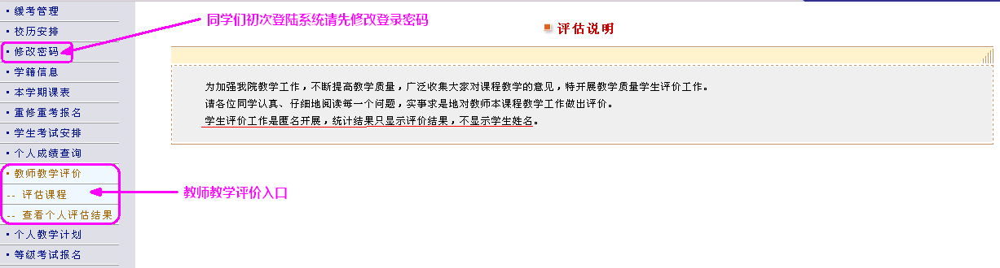 缓考管理
校历安排
修改密码
学籍信息
本学期课表
重修重考报名
学生考试安排
个人成绩查询
教师教学评价
-- 评估课程
-- 查看个人评估结果
个人教学计划
等级考试报名
同学们初次登陆系统请先修改登录密码
评估说明
为加强我院教学工作，不断提高教学质量，广泛收集大家对课程教学的意见，特开展教学质量学生评价工作。
请各位同学认真、仔细地阅读每一个问题，实事求是地对教师本课程教学工作做出评价。
学生评价工作是匿名开展，统计结果只显示评价结果，不显示学生姓名。
教师教学评价入口